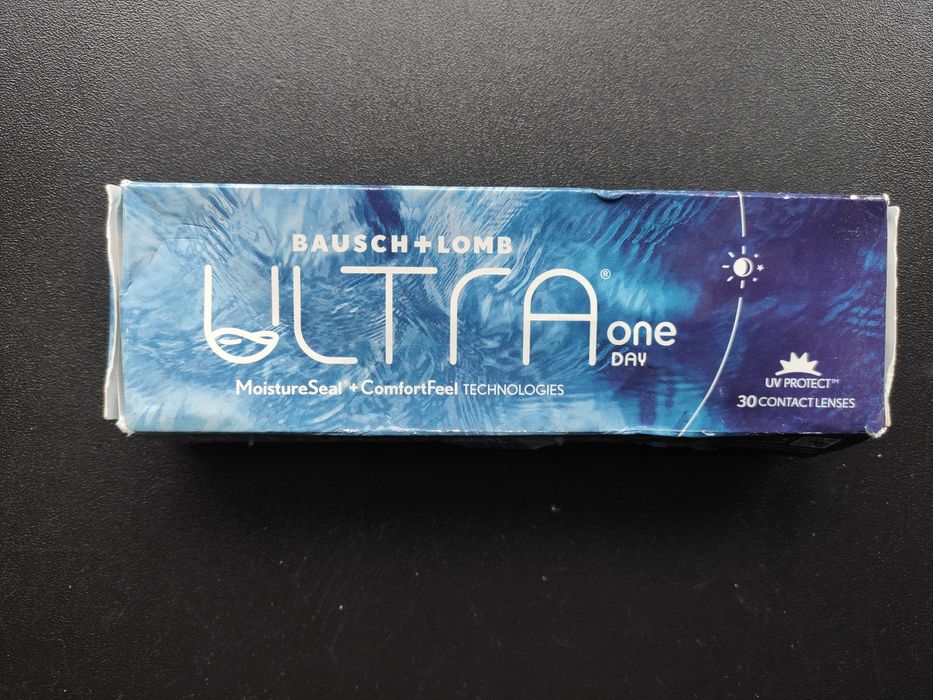 BAUSCH+LOMB
ULTRA®
one
DAY
MoistureSeal® + ComfortFeel TECHNOLOGIES
UV PROTECT™
30 CONTACT LENSES